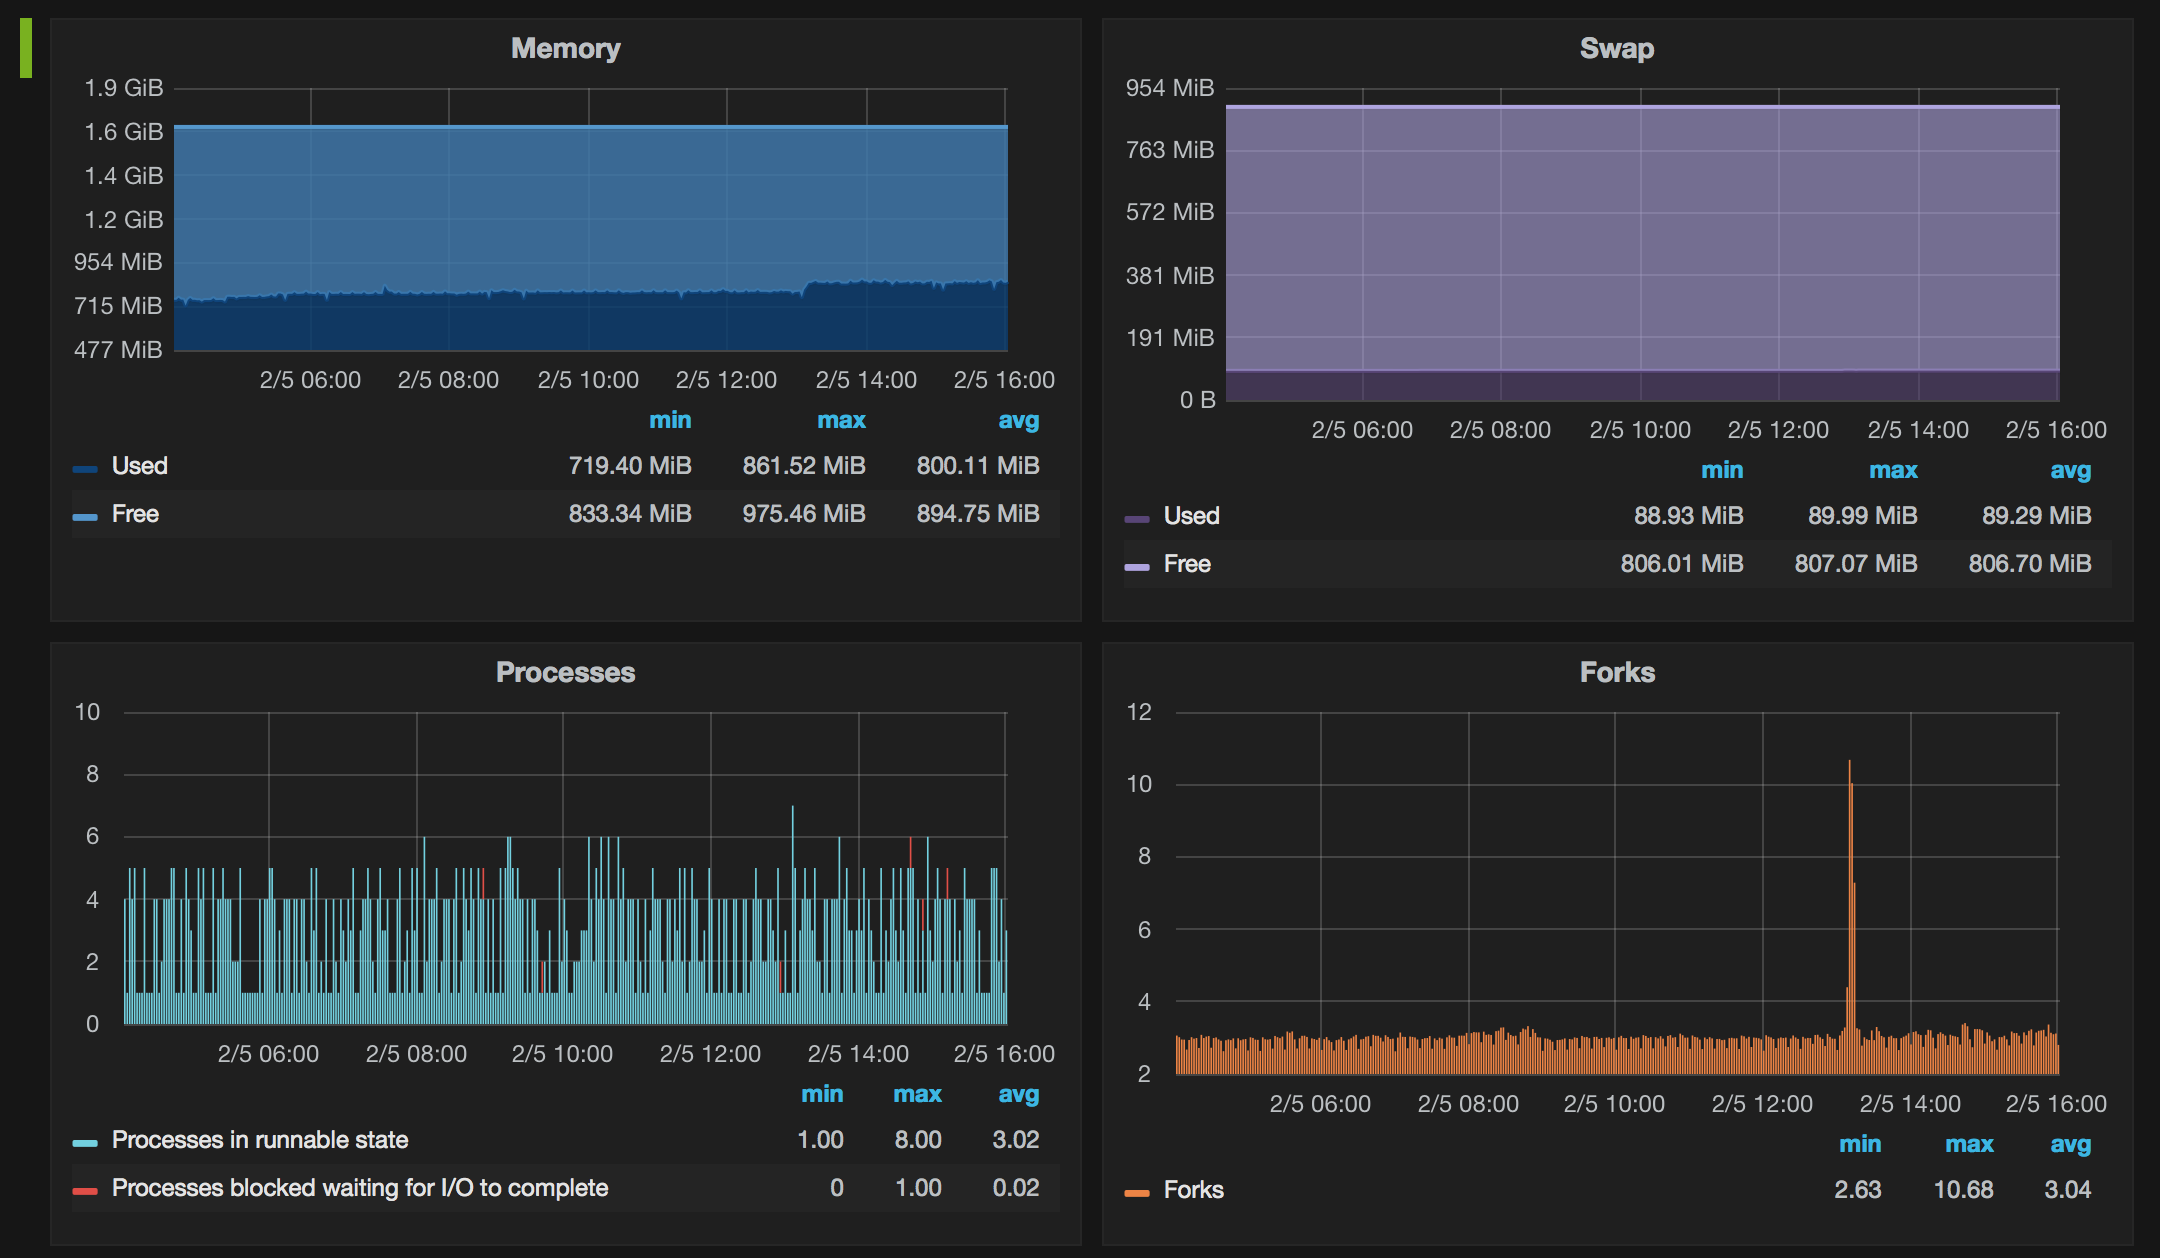 Memory
1.9 GiB
1.6 GiB
1.4 GiB
1.2 GiB
954 MiB
715 MiB
477 MiB
2/5 06:00 2/5 08:00 2/5 10:00 2/5 12:00 2/5 14:00 2/5 16:00
min max avg
Used 719.40 MiB 861.52 MiB 800.11 MiB
Free 833.34 MiB 975.46 MiB 894.75 MiB
Swap
954 MiB
763 MiB
572 MiB
381 MiB
191 MiB
0 B
2/5 06:00 2/5 08:00 2/5 10:00 2/5 12:00 2/5 14:00 2/5 16:00
min max avg
Used 88.93 MiB 89.99 MiB 89.29 MiB
Free 806.01 MiB 807.07 MiB 806.70 MiB
Processes
10
8
6
4
2
0
2/5 06:00 2/5 08:00 2/5 10:00 2/5 12:00 2/5 14:00 2/5 16:00
min max avg
Processes in runnable state 1.00 8.00 3.02
Processes blocked waiting for I/O to complete 0 1.00 0.02
Forks
12
10
8
6
4
2
2/5 06:00 2/5 08:00 2/5 10:00 2/5 12:00 2/5 14:00 2/5 16:00
min max avg
Forks 2.63 10.68 3.04